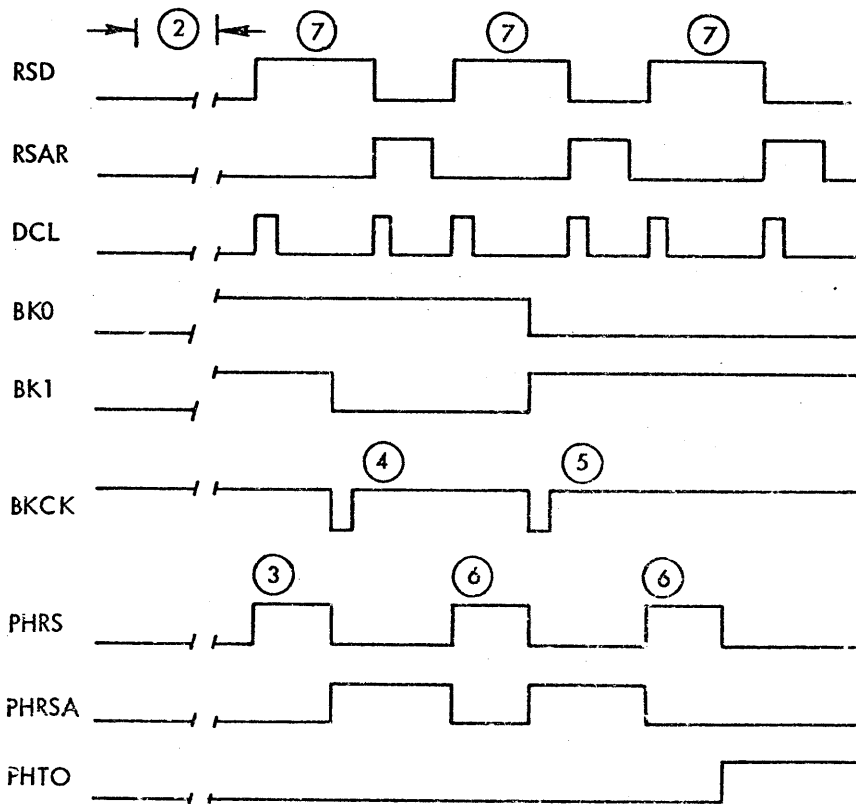 2 7 7 7
RSD
RSAR
DCL
BK0
BK1
4 5
BKCK
3 6 6
PHRS
PHRSA
PHTO